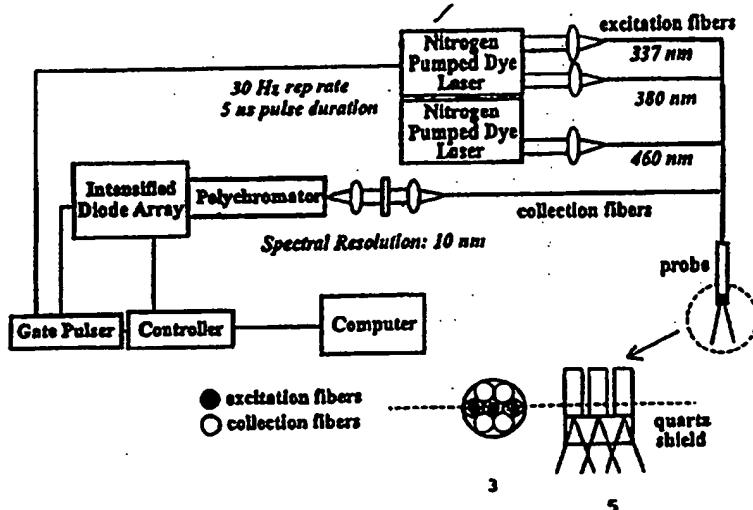 Nitrogen
Pumped Dye
Laser
Nitrogen
Pumped Dye
Laser
excitation fibers
337 nm
380 nm
460 nm
30 Hz rep rate
5 ns pulse duration
Intensified
Diode Array
Polychromator
collection fibers
Spectral Resolution: 10 nm
probe
Gate Pulser
Controller
Computer
excitation fibers
collection fibers
quartz
shield
3
5